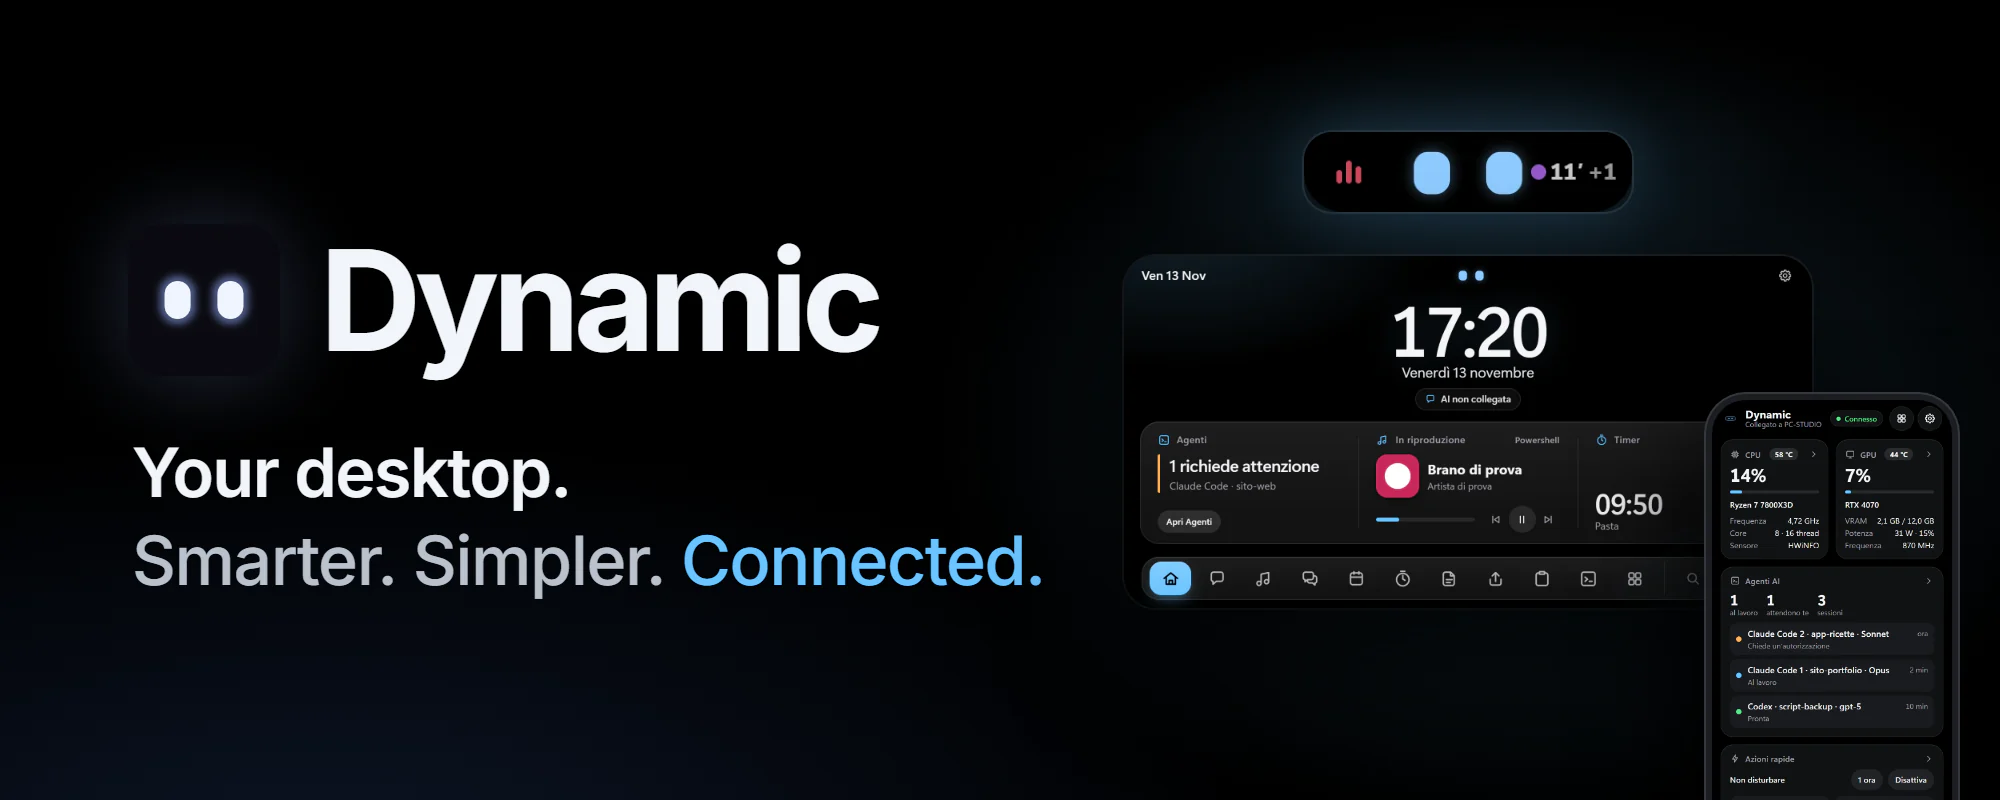 Dynamic
Your desktop.
Smarter. Simpler. Connected.
11′ +1
Ven 13 Nov
17:20
Venerdì 13 novembre
AI non collegata
Agenti
1 richiede attenzione
Claude Code · sito-web
Apri Agenti
In riproduzione Powershell
Brano di prova
Artista di prova
Timer
09:50
Pasta
Dynamic
Collegato a PC-STUDIO
Connesso
CPU 58 °C
14%
Ryzen 7 7800X3D
Frequenza 4,72 GHz
Core 8 · 16 thread
Sensore HWiNFO
GPU 44 °C
7%
RTX 4070
VRAM 2,1 GB / 12,0 GB
Potenza 31 W · 15%
Frequenza 870 MHz
Agenti AI
1 1 3
al lavoro attendono te sessioni
Claude Code 2 · app-ricette · Sonnet ora
Chiede un'autorizzazione
Claude Code 1 · sito-portfolio · Opus 2 min
Al lavoro
Codex · script-backup · gpt-5 10 min
Pronta
Azioni rapide
Non disturbare 1 ora Disattiva